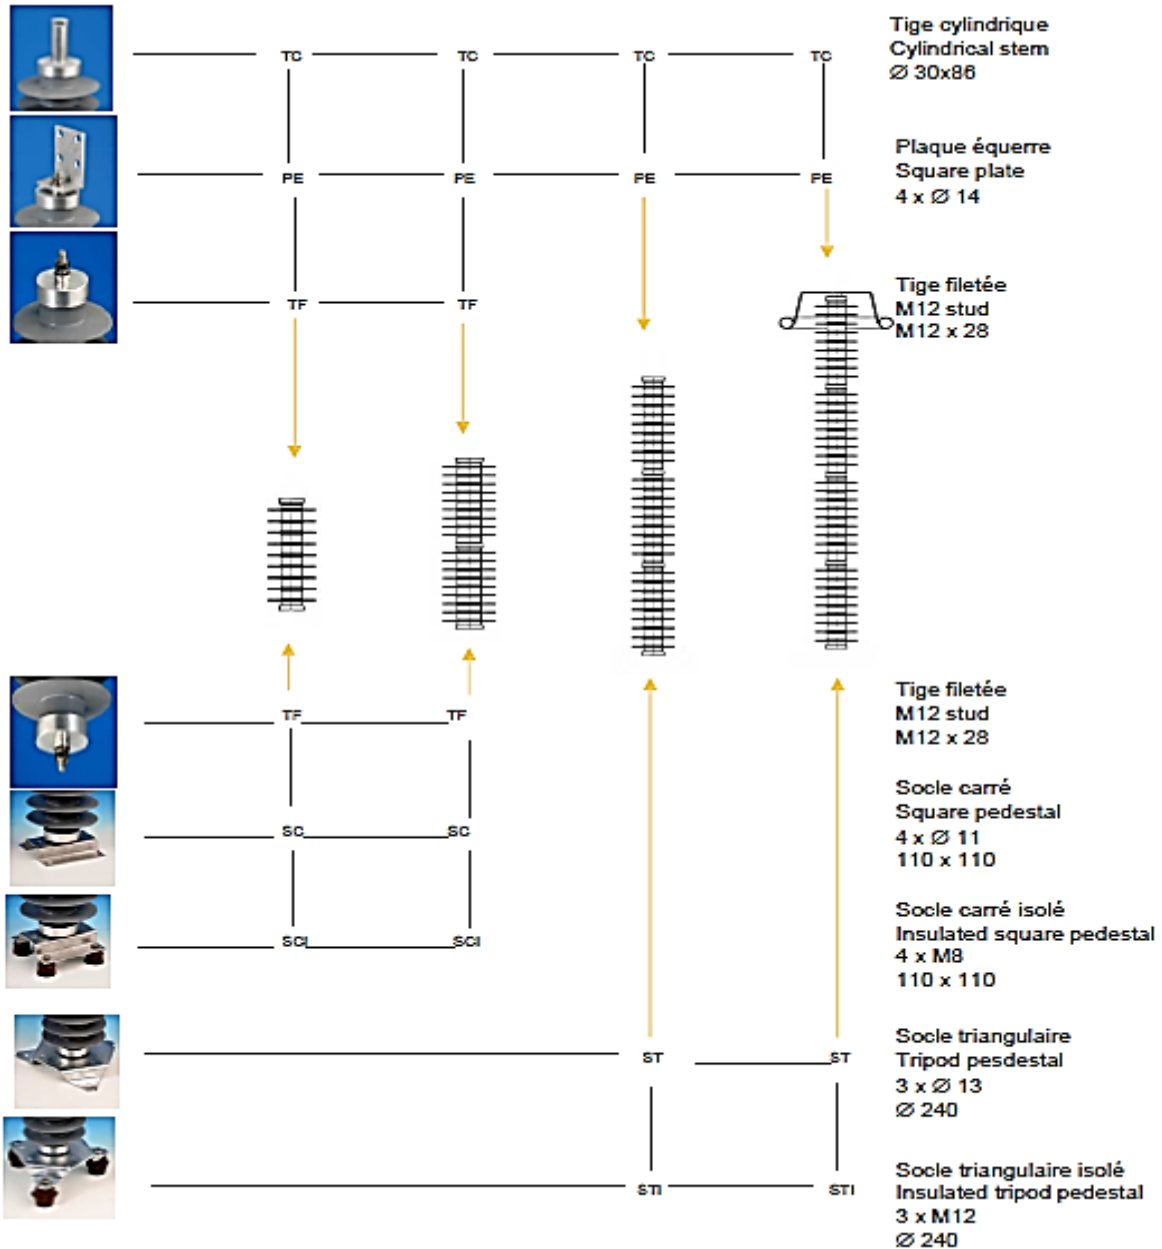 TC TC TC TC
Tige cylindrique
Cylindrical stem
Ø 30x86
PE PE PE PE
Plaque équerre
Square plate
4 x Ø 14
TF TF
Tige filetée
M12 stud
M12 x 28
TF TF
Tige filetée
M12 stud
M12 x 28
SC SC
Socle carré
Square pedestal
4 x Ø 11
110 x 110
SCI SCI
Socle carré isolé
Insulated square pedestal
4 x M8
110 x 110
ST ST
Socle triangulaire
Tripod pesdestal
3 x Ø 13
Ø 240
STI STI
Socle triangulaire isolé
Insulated tripod pedestal
3 x M12
Ø 240